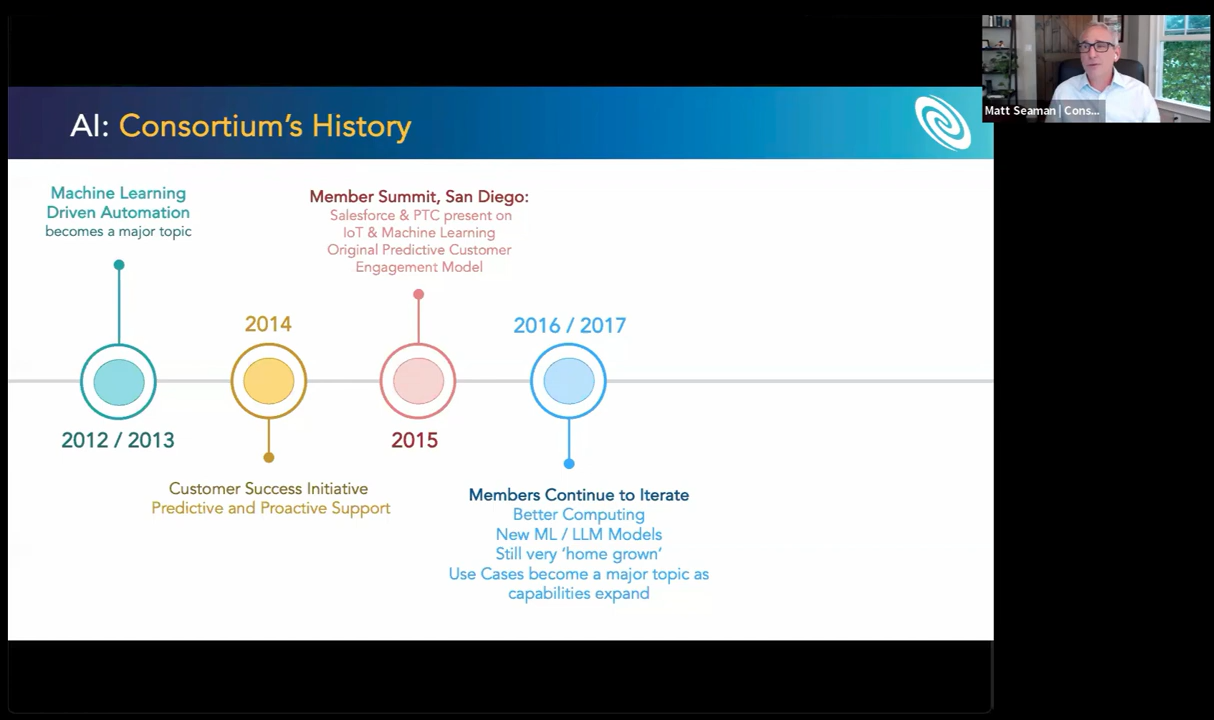 AI: Consortium's History
Matt Seaman | Cons...
Machine Learning
Driven Automation
becomes a major topic
2012 / 2013
2014
Customer Success Initiative
Predictive and Proactive Support
Member Summit, San Diego:
Salesforce & PTC present on
IoT & Machine Learning
Original Predictive Customer
Engagement Model
2015
2016 / 2017
Members Continue to Iterate
Better Computing
New ML / LLM Models
Still very ‘home grown’
Use Cases become a major topic as
capabilities expand